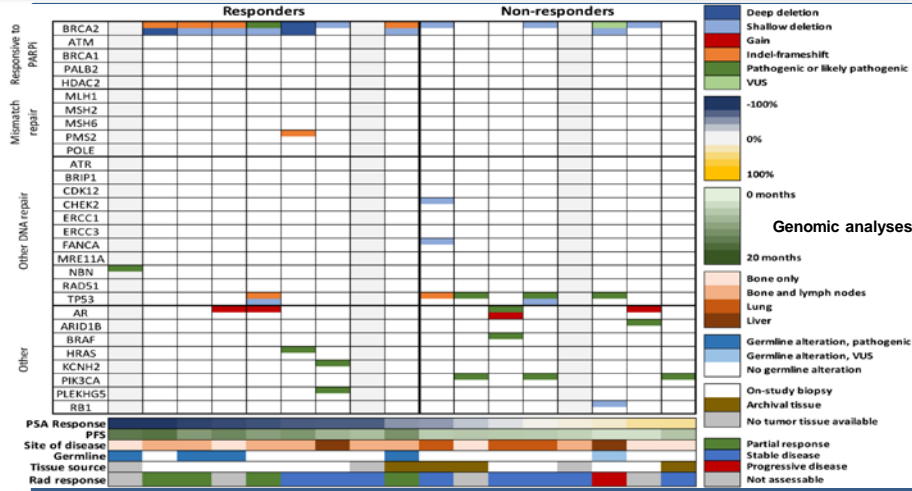 Responders
Non-responders
Responsive to
PARPi
BRCA2
ATM
BRCA1
PALB2
HDAC2
Mismatch
repair
MLH1
MSH2
MSH6
PMS2
POLE
Other DNA repair
ATR
BRIP1
CDK12
CHEK2
ERCC1
ERCC3
FANCA
MRE11A
NBN
RAD51
TP53
Other
AR
ARID1B
BRAF
HRAS
KCNH2
PIK3CA
PLEKHG5
RB1
PSA Response
PFS
Site of disease
Germline
Tissue source
Rad response
Deep deletion
Shallow deletion
Gain
Indel-frameshift
Pathogenic or likely pathogenic
VUS
-100%
0%
100%
0 months
Genomic analyses
20 months
Bone only
Bone and lymph nodes
Lung
Liver
Germline alteration, pathogenic
Germline alteration, VUS
No germline alteration
On-study biopsy
Archival tissue
No tumor tissue available
Partial response
Stable disease
Progressive disease
Not assessable